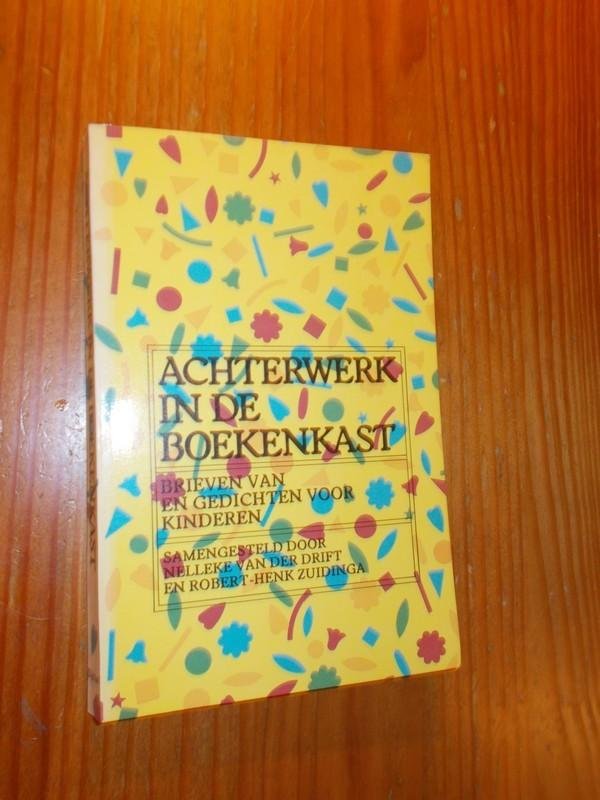 ACHTERWERK
IN DE
BOEKENKAST
BRIEVEN VAN
EN GEDICHTEN VOOR
KINDEREN
SAMENGESTELD DOOR
NELLEKE VAN DER DRIFT
EN ROBERT-HENK ZUIDINGA